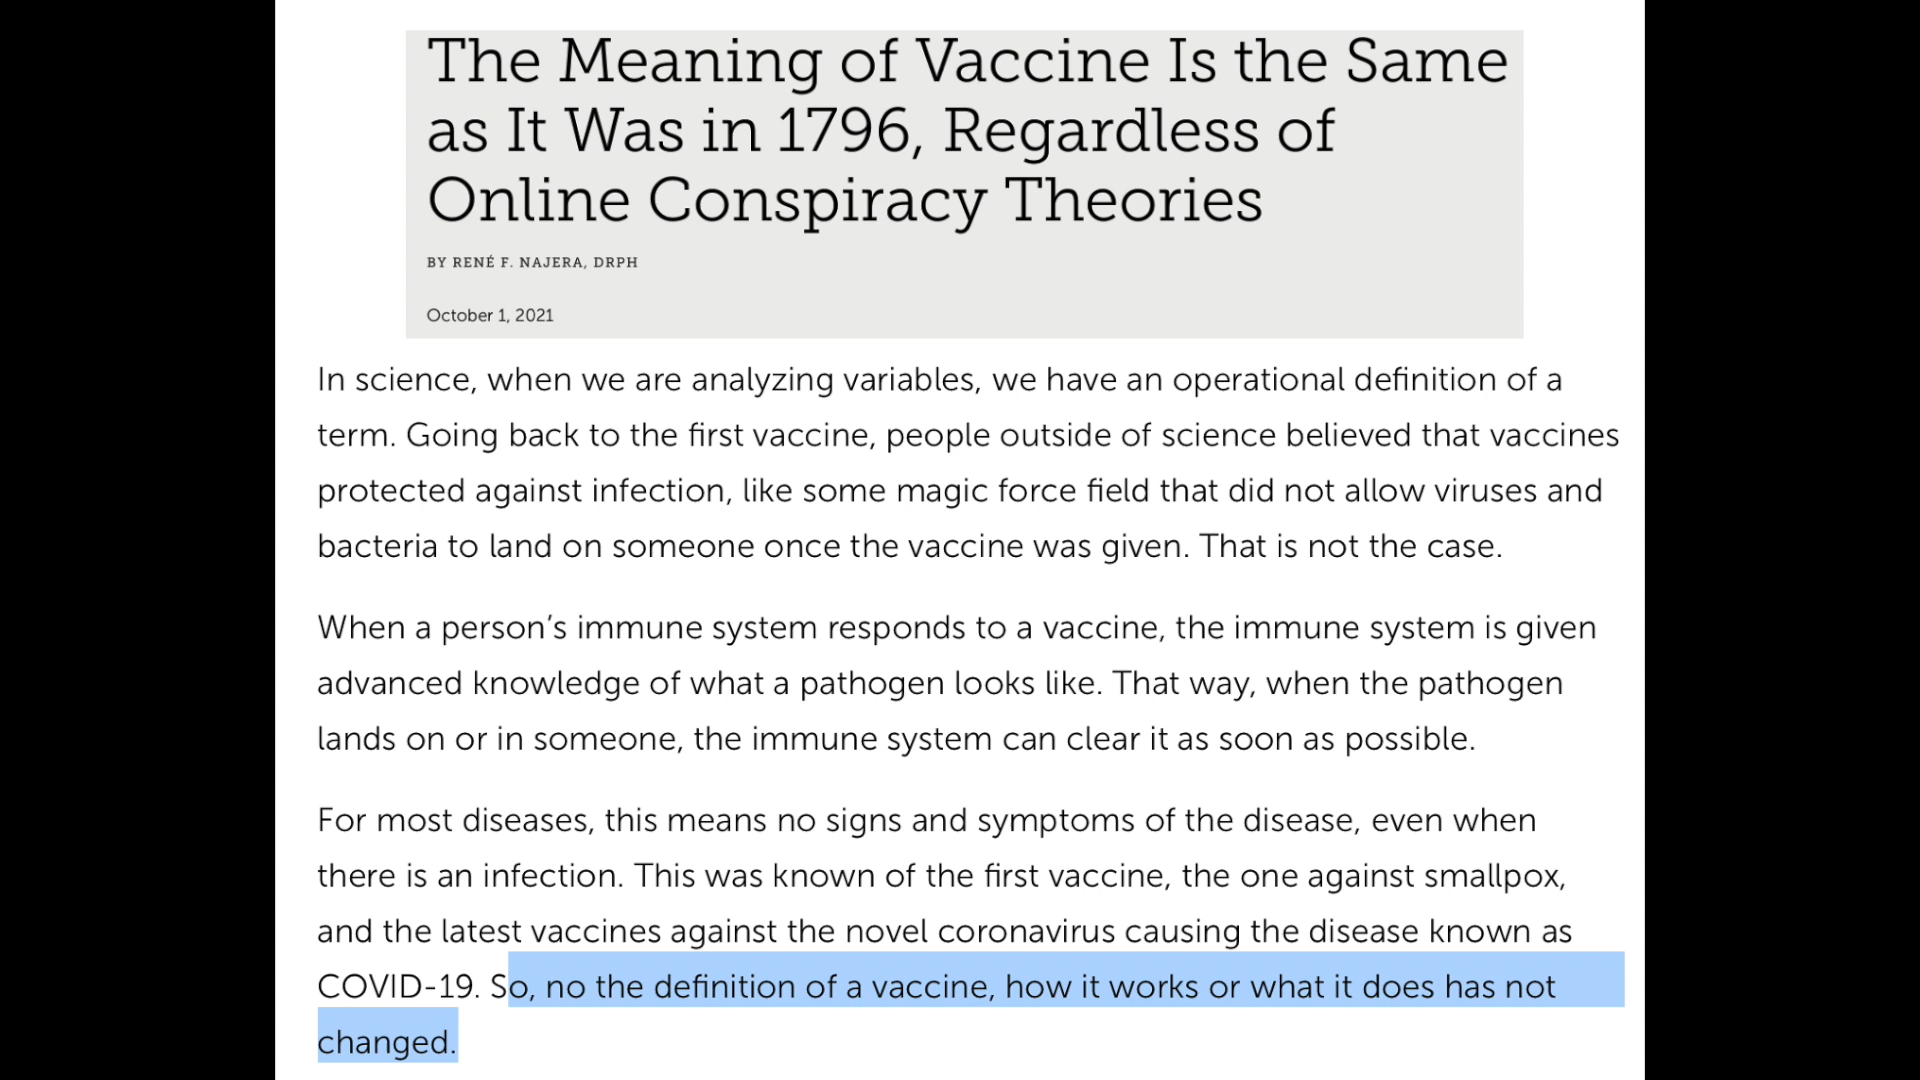 The Meaning of Vaccine Is the Same
as It Was in 1796, Regardless of
Online Conspiracy Theories
BY RENÉ F. NAJERA, DRPH
October 1, 2021
In science, when we are analyzing variables, we have an operational definition of a
term. Going back to the first vaccine, people outside of science believed that vaccines
protected against infection, like some magic force field that did not allow viruses and
bacteria to land on someone once the vaccine was given. That is not the case.
When a person’s immune system responds to a vaccine, the immune system is given
advanced knowledge of what a pathogen looks like. That way, when the pathogen
lands on or in someone, the immune system can clear it as soon as possible.
For most diseases, this means no signs and symptoms of the disease, even when
there is an infection. This was known of the first vaccine, the one against smallpox,
and the latest vaccines against the novel coronavirus causing the disease known as
COVID-19. So, no the definition of a vaccine, how it works or what it does has not
changed.